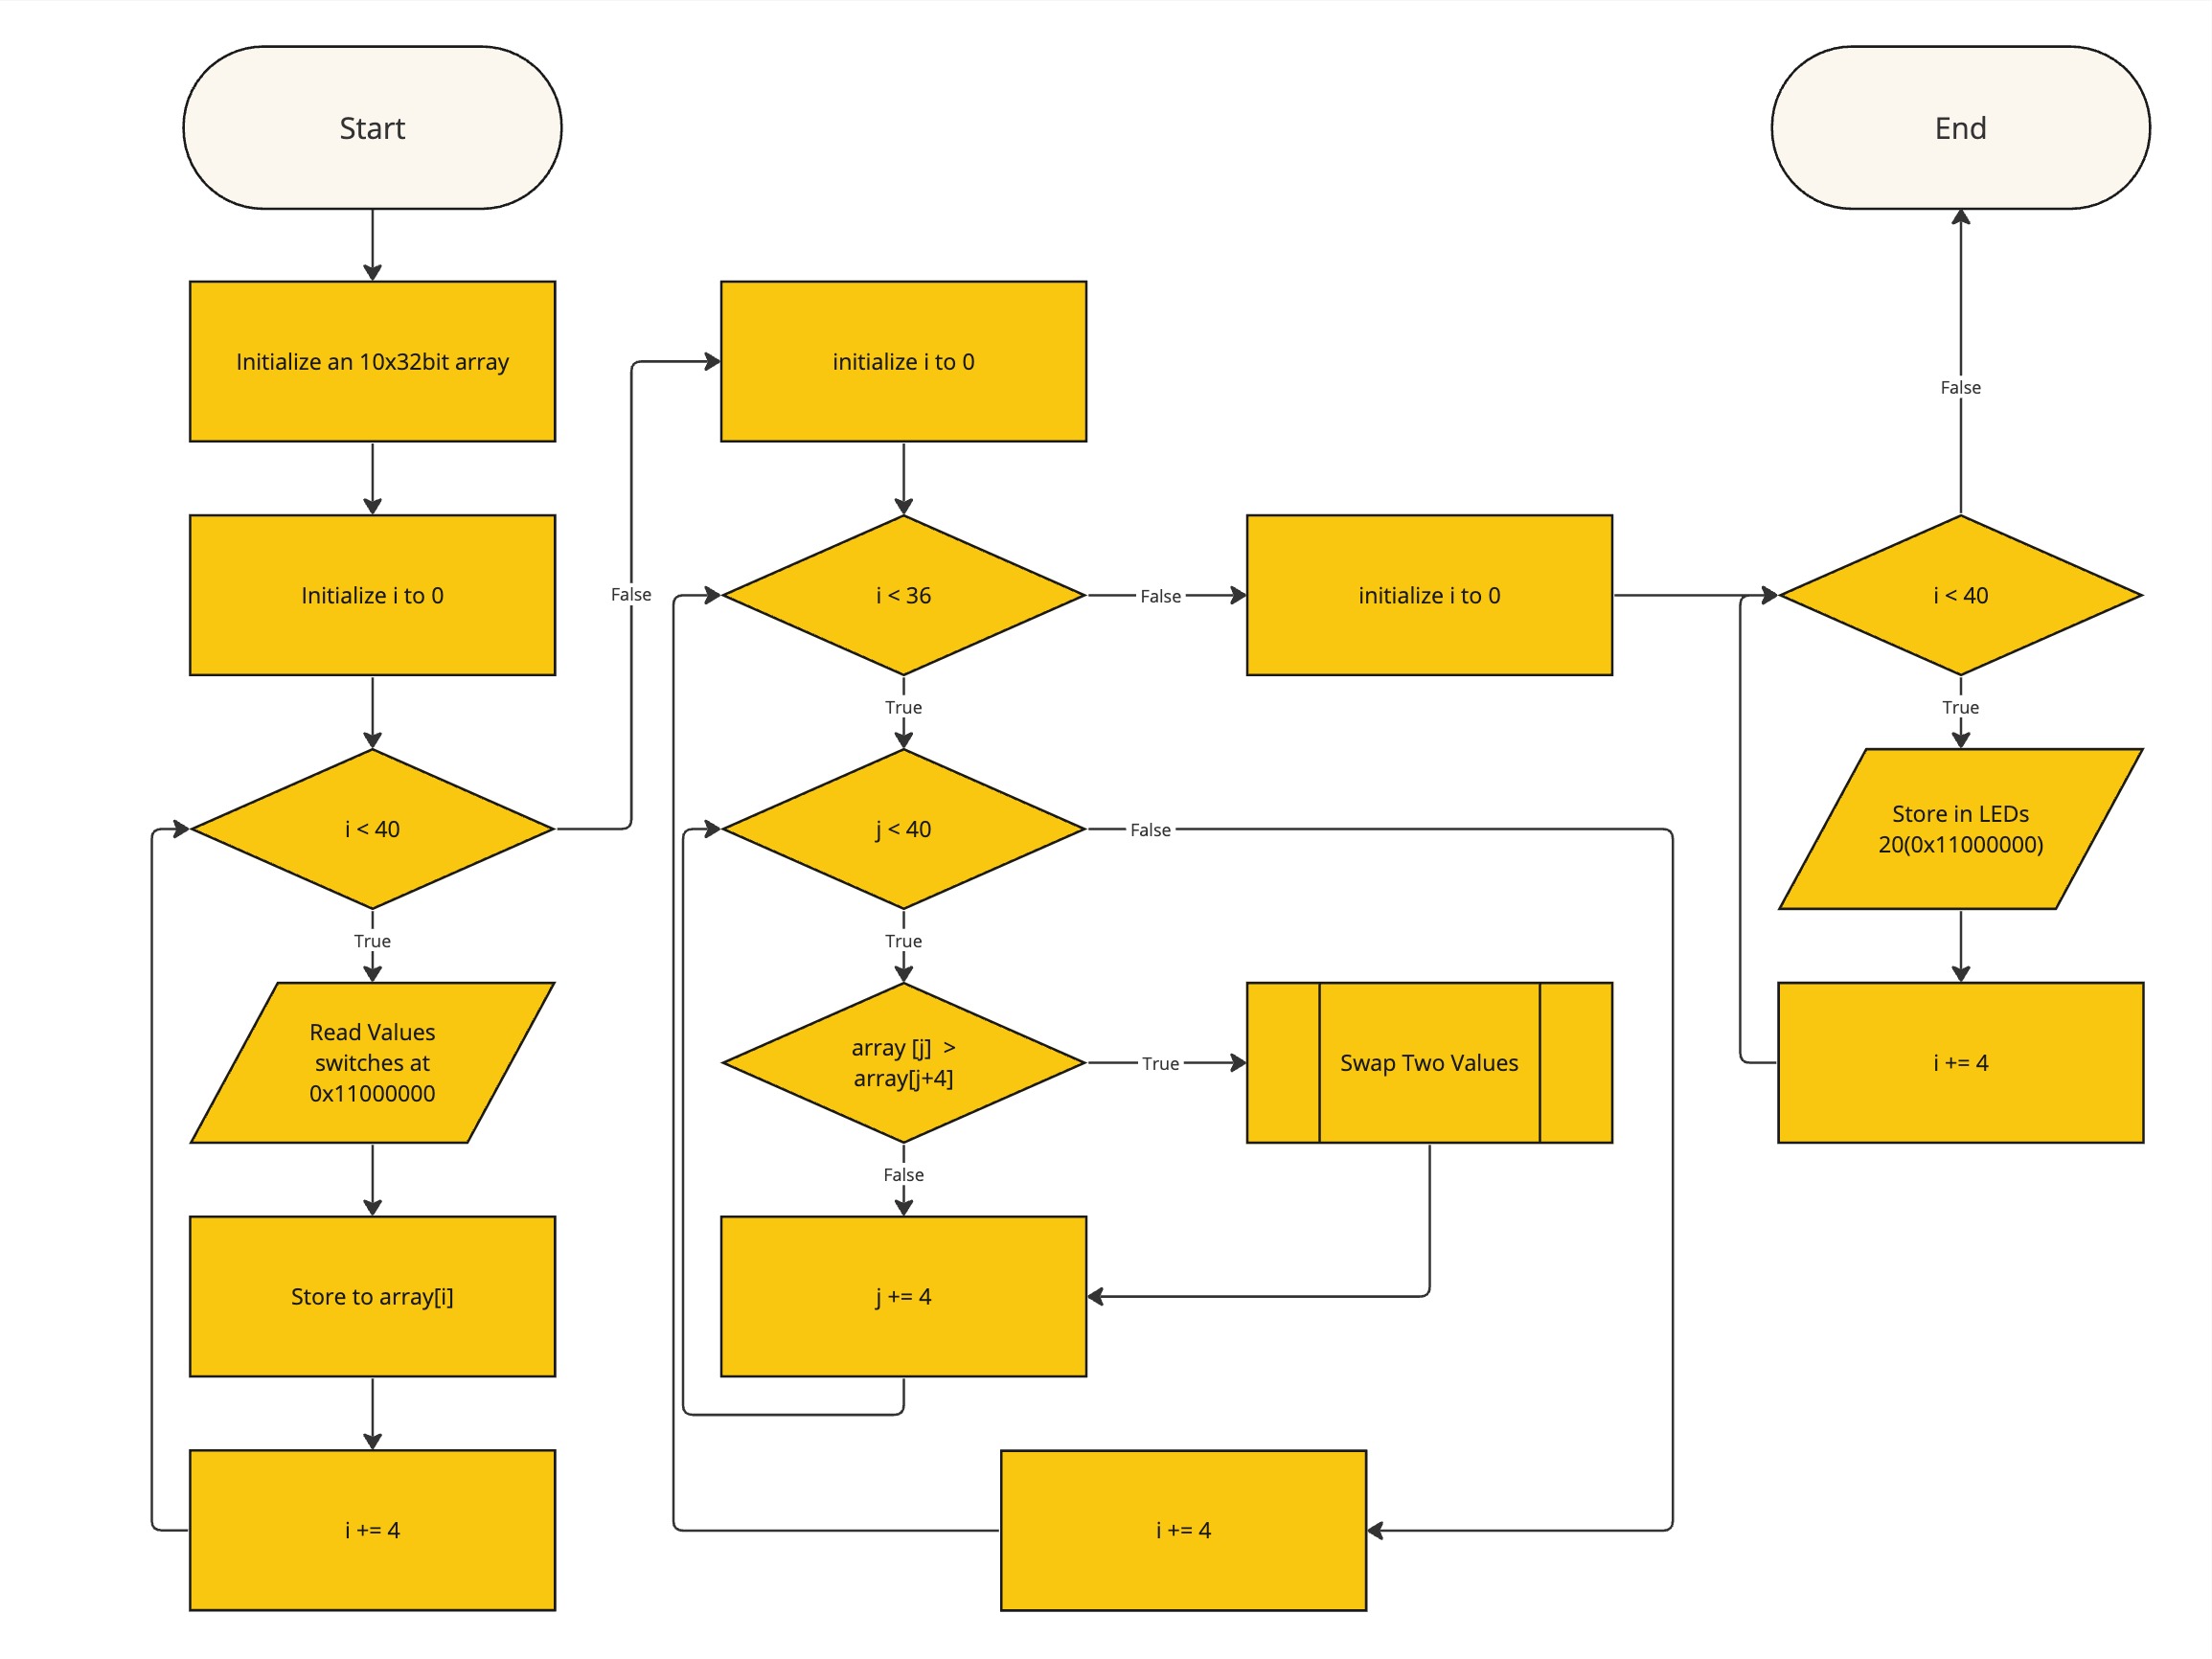 Start
Initialize an 10x32bit array
Initialize i to 0
i < 40
True
False
Read Values
switches at
0x11000000
Store to array[i]
i += 4
initialize i to 0
i < 36
False
True
j < 40
False
True
array [j]  >
array[j+4]
True
False
Swap Two Values
j += 4
i += 4
initialize i to 0
End
False
i < 40
True
Store in LEDs
20(0x11000000)
i += 4